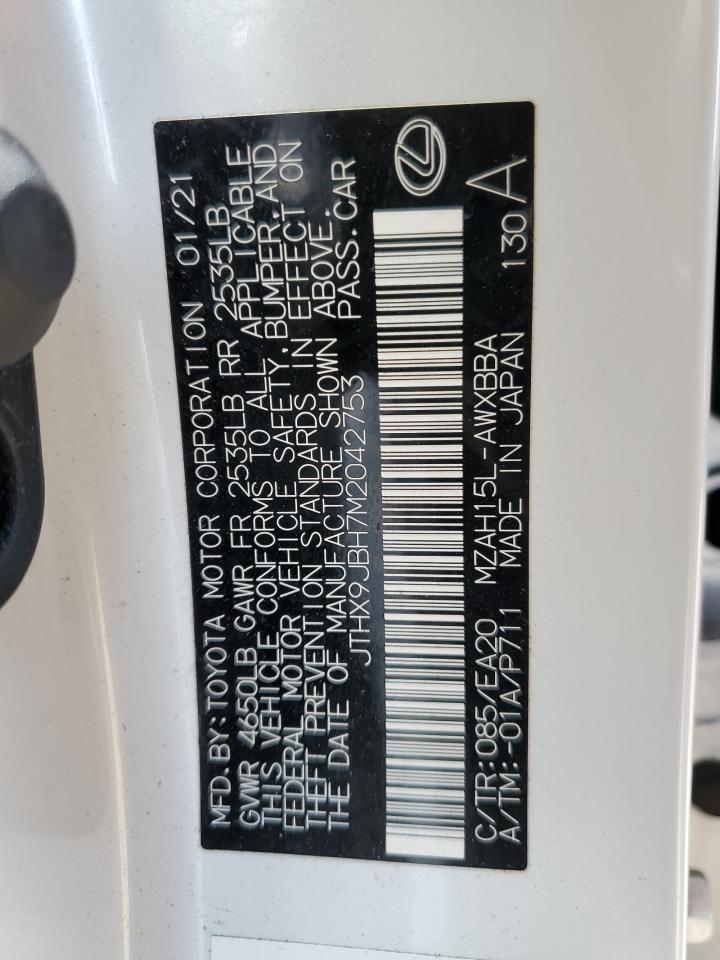 MFD.BY:TOYOTA MOTOR CORPORATION 01/21
GVWR 4650LB GAWR FR 2535LB RR 2535LB
THIS VEHICLE CONFORMS TO ALL APPLICABLE
FEDERAL MOTOR VEHICLE SAFETY,BUMPER,AND
THEFT PREVENTION STANDARDS IN EFFECT ON
THE DATE OF MANUFACTURE SHOWN ABOVE.
JTHX9JBH7M2042753 PASS.CAR
C/TR:085/EA20 MZAH15L-AWXBBA 130 A
A/TM:-01A/P711 MADE IN JAPAN